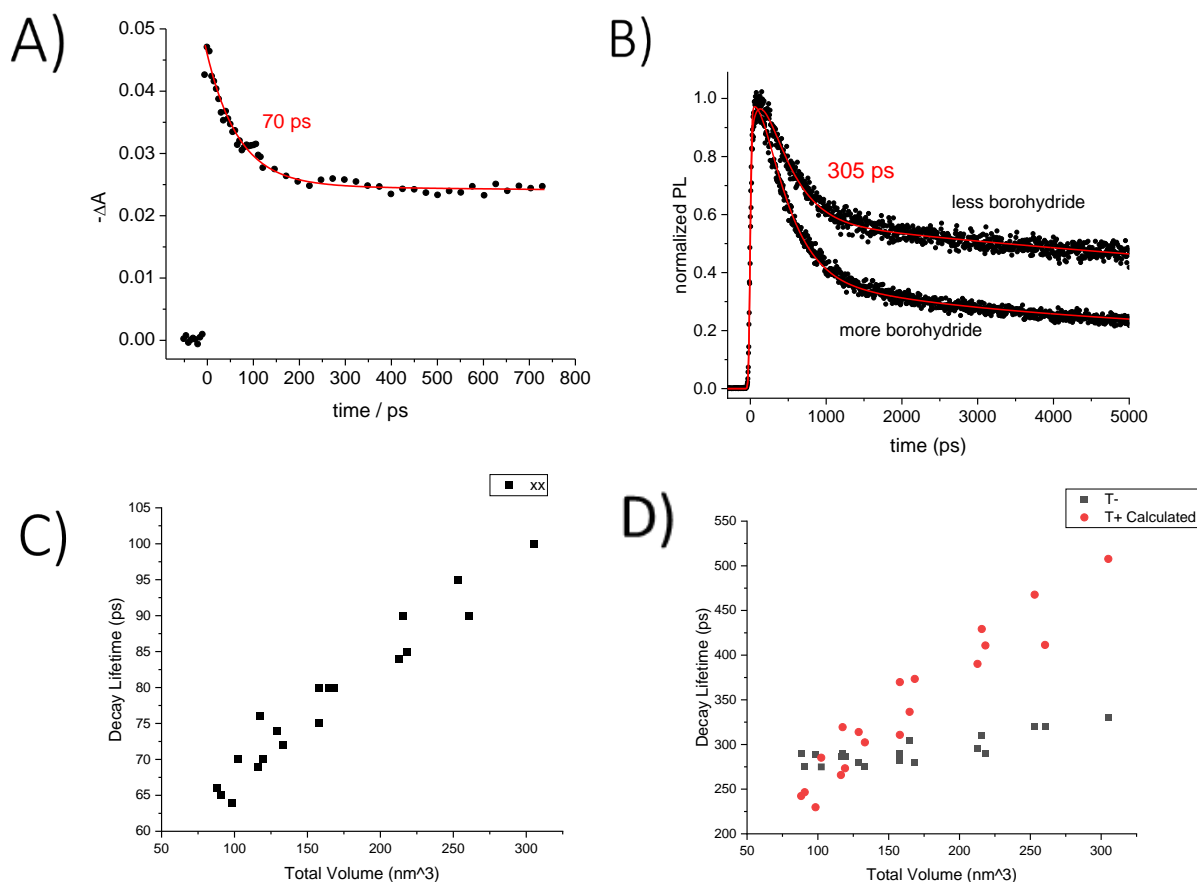 A)
0.05
0.04
0.03
0.02
0.01
0.00
-ΔA
70 ps
0 100 200 300 400 500 600 700 800
time / ps
B)
1.0
0.8
0.6
0.4
0.2
0.0
normalized PL
305 ps
less borohydride
more borohydride
0 1000 2000 3000 4000 5000
time (ps)
C)
xx
105
100
95
90
85
80
75
70
65
60
Decay Lifetime (ps)
50 100 150 200 250 300
Total Volume (nm^3)
D)
T-
T+ Calculated
550
500
450
400
350
300
250
200
Decay Lifetime (ps)
50 100 150 200 250 300
Total Volume (nm^3)